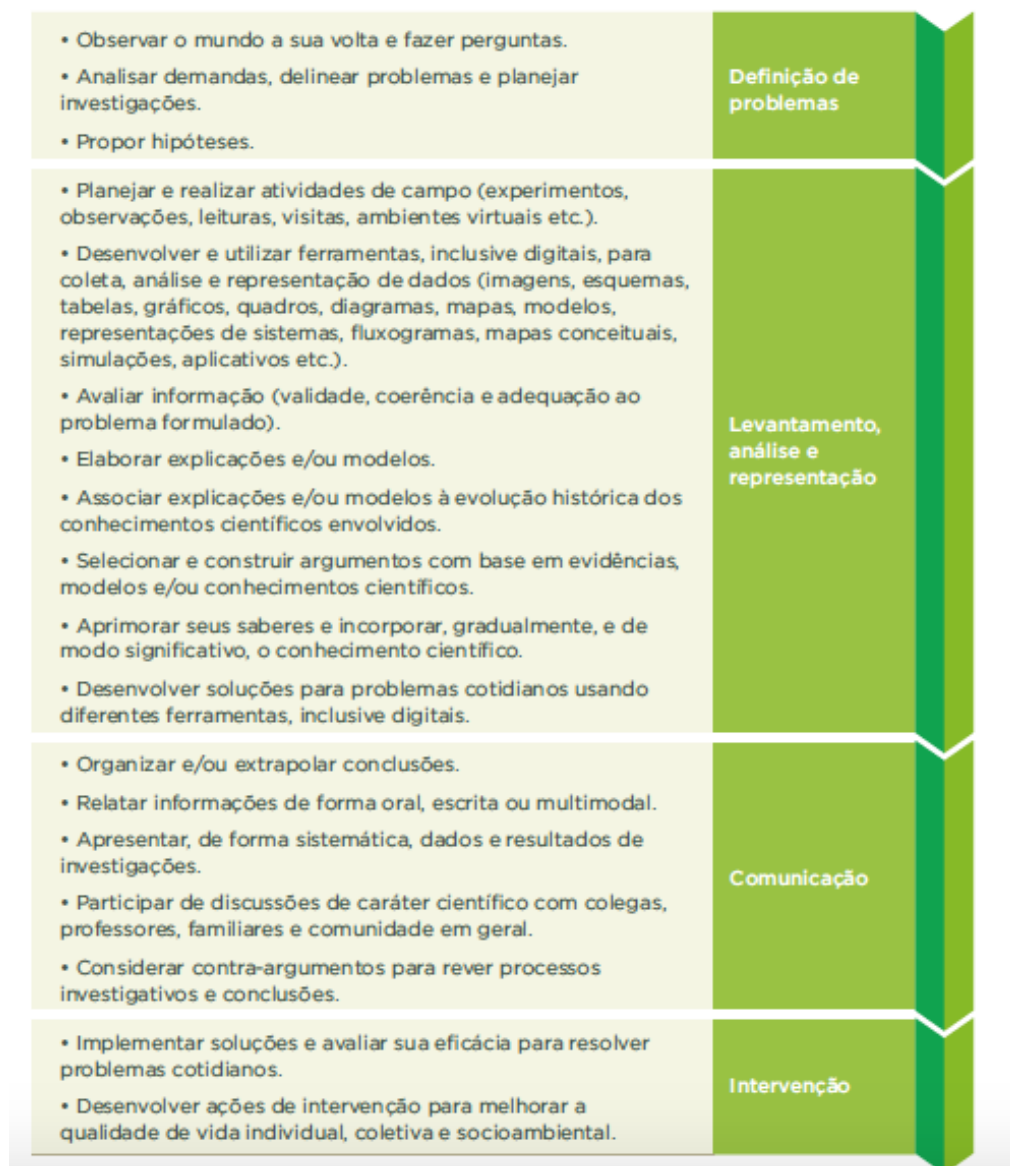 • Observar o mundo a sua volta e fazer perguntas.
• Analisar demandas, delinear problemas e planejar
investigações.
• Propor hipóteses.
Definição de
problemas
• Planejar e realizar atividades de campo (experimentos,
observações, leituras, visitas, ambientes virtuais etc.).
• Desenvolver e utilizar ferramentas, inclusive digitais, para
coleta, análise e representação de dados (imagens, esquemas,
tabelas, gráficos, quadros, diagramas, mapas, modelos,
representações de sistemas, fluxogramas, mapas conceituais,
simulações, aplicativos etc.).
• Avaliar informação (validade, coerência e adequação ao
problema formulado).
• Elaborar explicações e/ou modelos.
• Associar explicações e/ou modelos à evolução histórica dos
conhecimentos científicos envolvidos.
• Selecionar e construir argumentos com base em evidências,
modelos e/ou conhecimentos científicos.
• Aprimorar seus saberes e incorporar, gradualmente, e de
modo significativo, o conhecimento científico.
• Desenvolver soluções para problemas cotidianos usando
diferentes ferramentas, inclusive digitais.
Levantamento,
análise e
representação
• Organizar e/ou extrapolar conclusões.
• Relatar informações de forma oral, escrita ou multimodal.
• Apresentar, de forma sistemática, dados e resultados de
investigações.
• Participar de discussões de caráter científico com colegas,
professores, familiares e comunidade em geral.
• Considerar contra-argumentos para rever processos
investigativos e conclusões.
Comunicação
• Implementar soluções e avaliar sua eficácia para resolver
problemas cotidianos.
• Desenvolver ações de intervenção para melhorar a
qualidade de vida individual, coletiva e socioambiental.
Intervenção